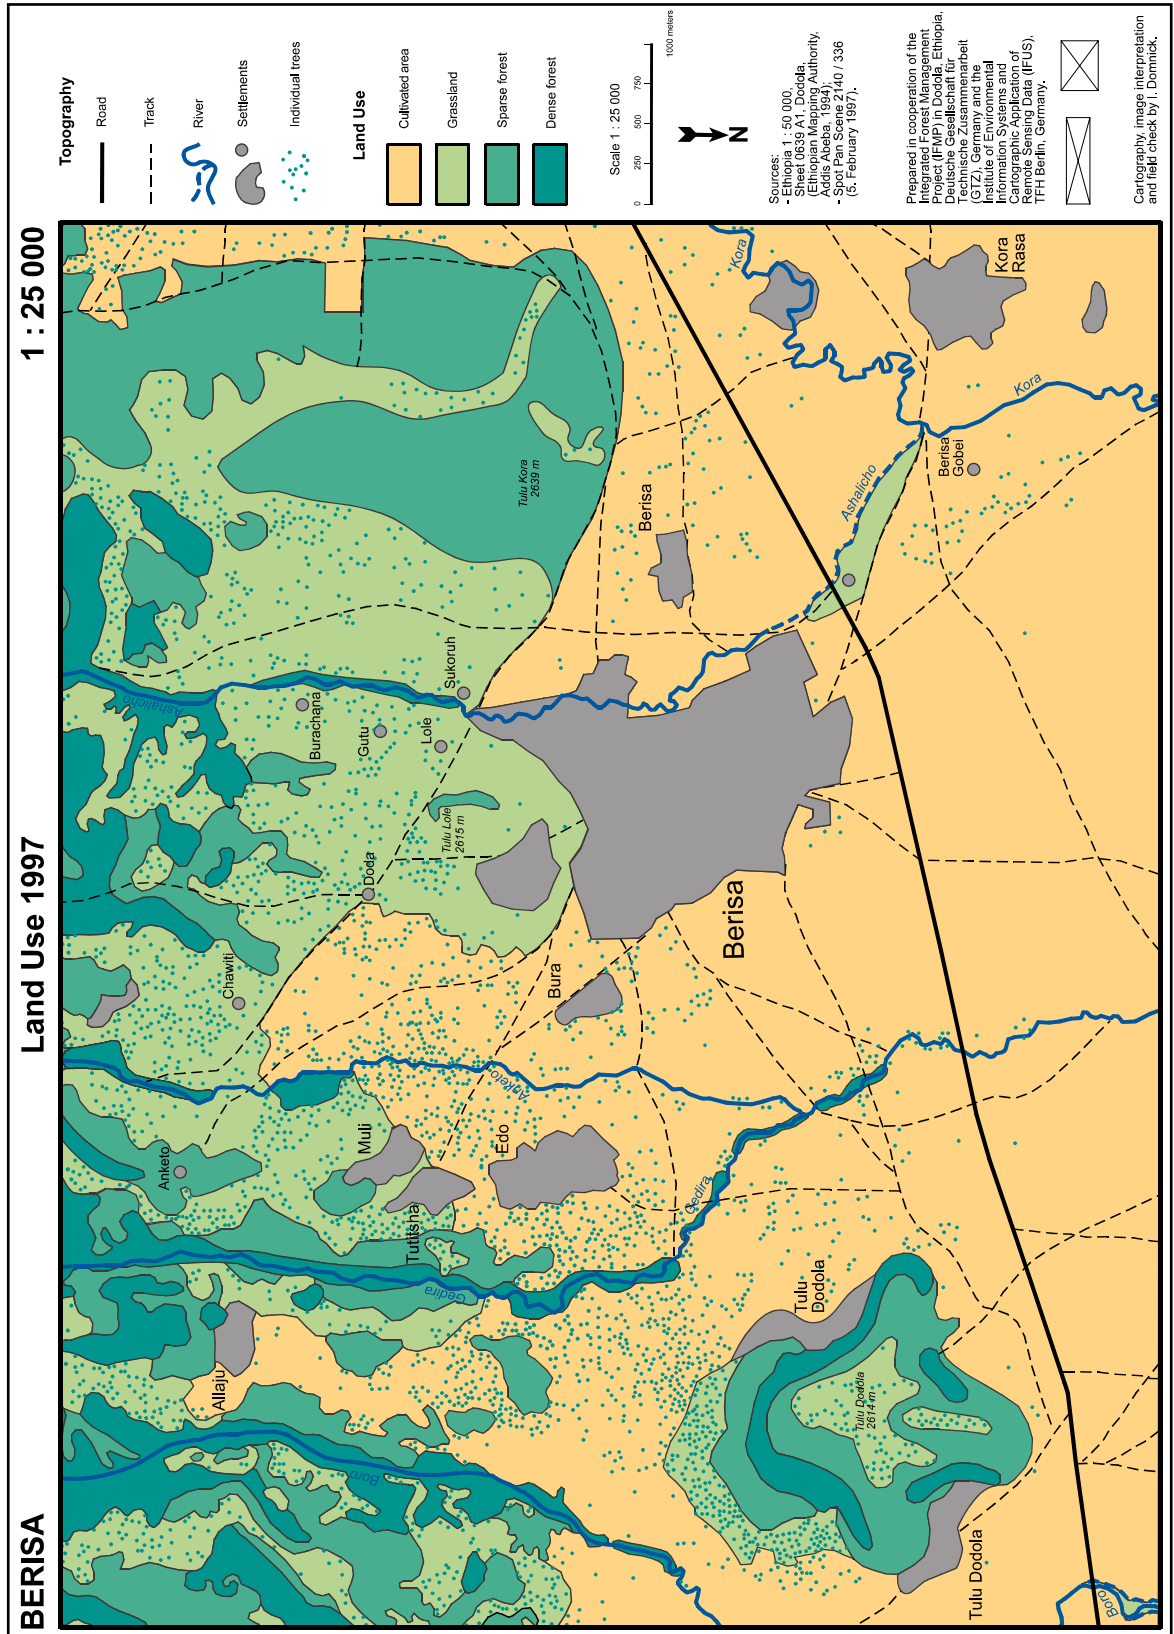 BERISA
Land Use 1997
1 : 25 000
Topography
Road
Track
River
Settlements
Individual trees
Land Use
Cultivated area
Grassland
Sparse forest
Dense forest
Scale 1 : 25 000
0
250
500
750
1000 meters
N
Sources:
- Ethiopia 1 : 50 000,
Sheet 0639 A1, Dodola,
(Ethiopian Mapping Authority,
Addis Abeba, 1994);
- Spot Pan Scene 2140 / 336
(5. February 1997).
Prepared in cooperation of the
Integrated Forest Management
Project (IFMP) in Dodola, Ethiopia,
Deutsche Gesellschaft für
Technische Zusammenarbeit
(GTZ), Germany and the
Institute of Environmental
Information Systems and
Cartographic Application of
Remote Sensing Data (IFUS),
TFH Berlin, Germany.
Cartography, image interpretation
and field check by I. Domnick.
Ashalicho
Anketo
Chawiti
Allaju
Burachana
Gutu
Lole
Sukoruh
Doda
Tulu Lole
2615 m
Muli
Tutitsha
Gedira
Boro
Edo
Anketo
Bura
Tulu Kora
2639 m
Berisa
Berisa
Gedira
Kora
Kora
Rasa
Kora
Ashalicho
Berisa
Gobei
Tulu
Dodola
Tulu Dodola
2614 m
Tulu Dodola
Boro